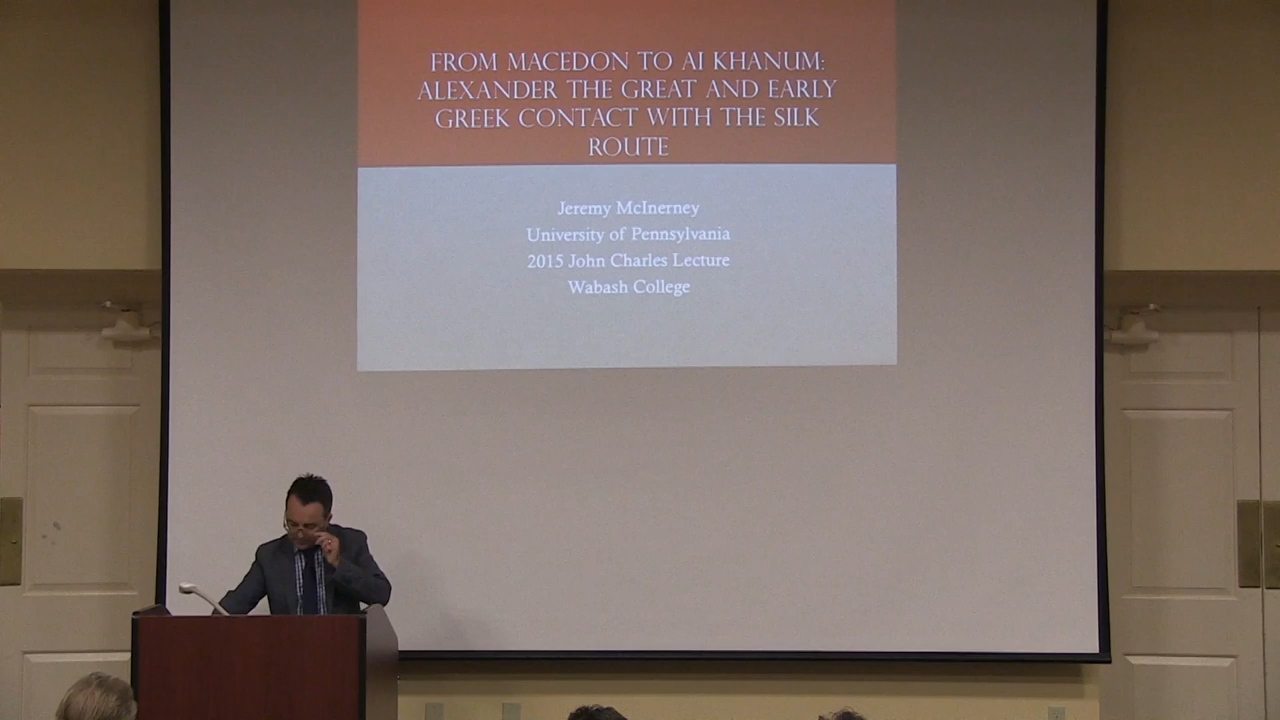 FROM MACEDON TO AI KHANUM:
ALEXANDER THE GREAT AND EARLY
GREEK CONTACT WITH THE SILK
ROUTE
Jeremy McInerney
University of Pennsylvania
2015 John Charles Lecture
Wabash College